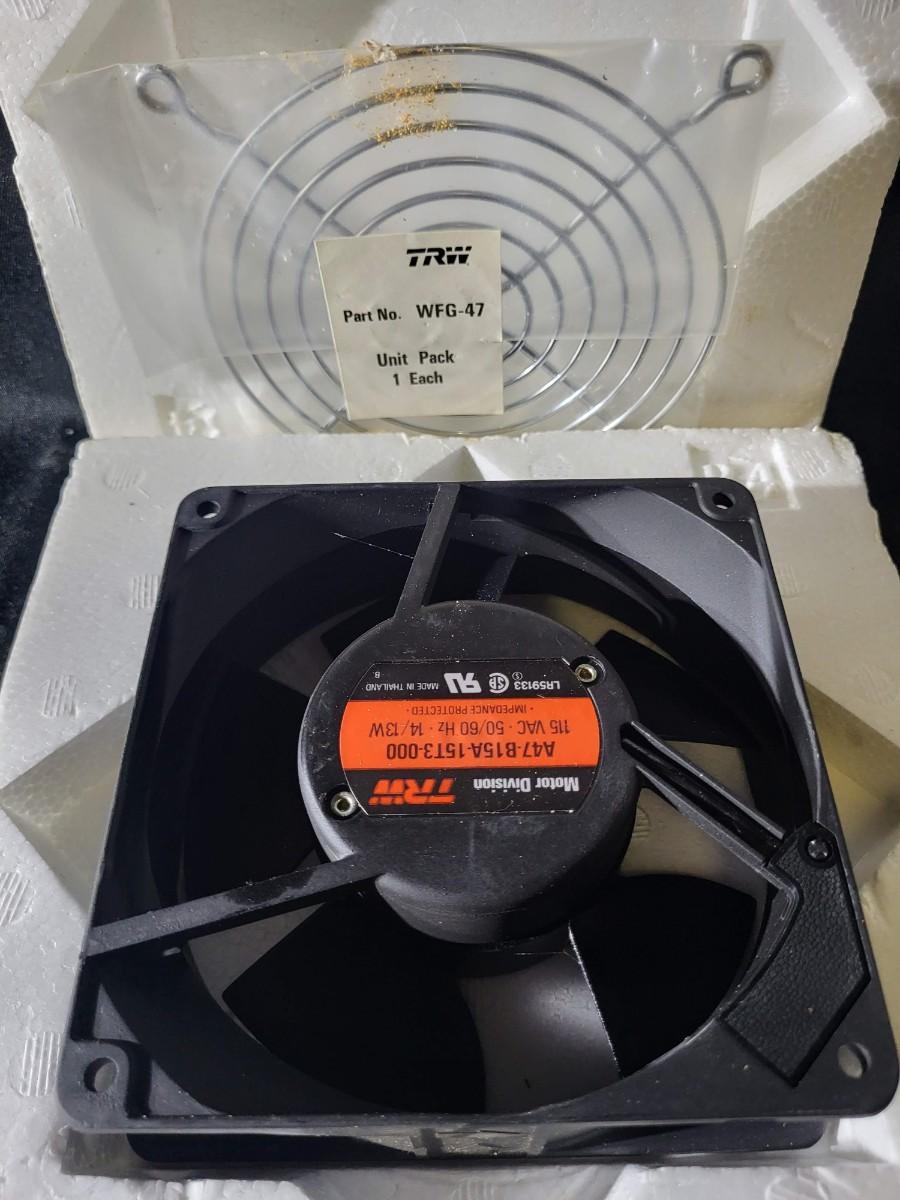 TRW
Part No. WFG-47
Unit Pack
1 Each
Motor Division
TRW
A47-B15A-15T3-000
115 VAC · 50/60 Hz · 14/13W
• IMPEDANCE PROTECTED •
LR59133
MADE IN THAILAND
B.